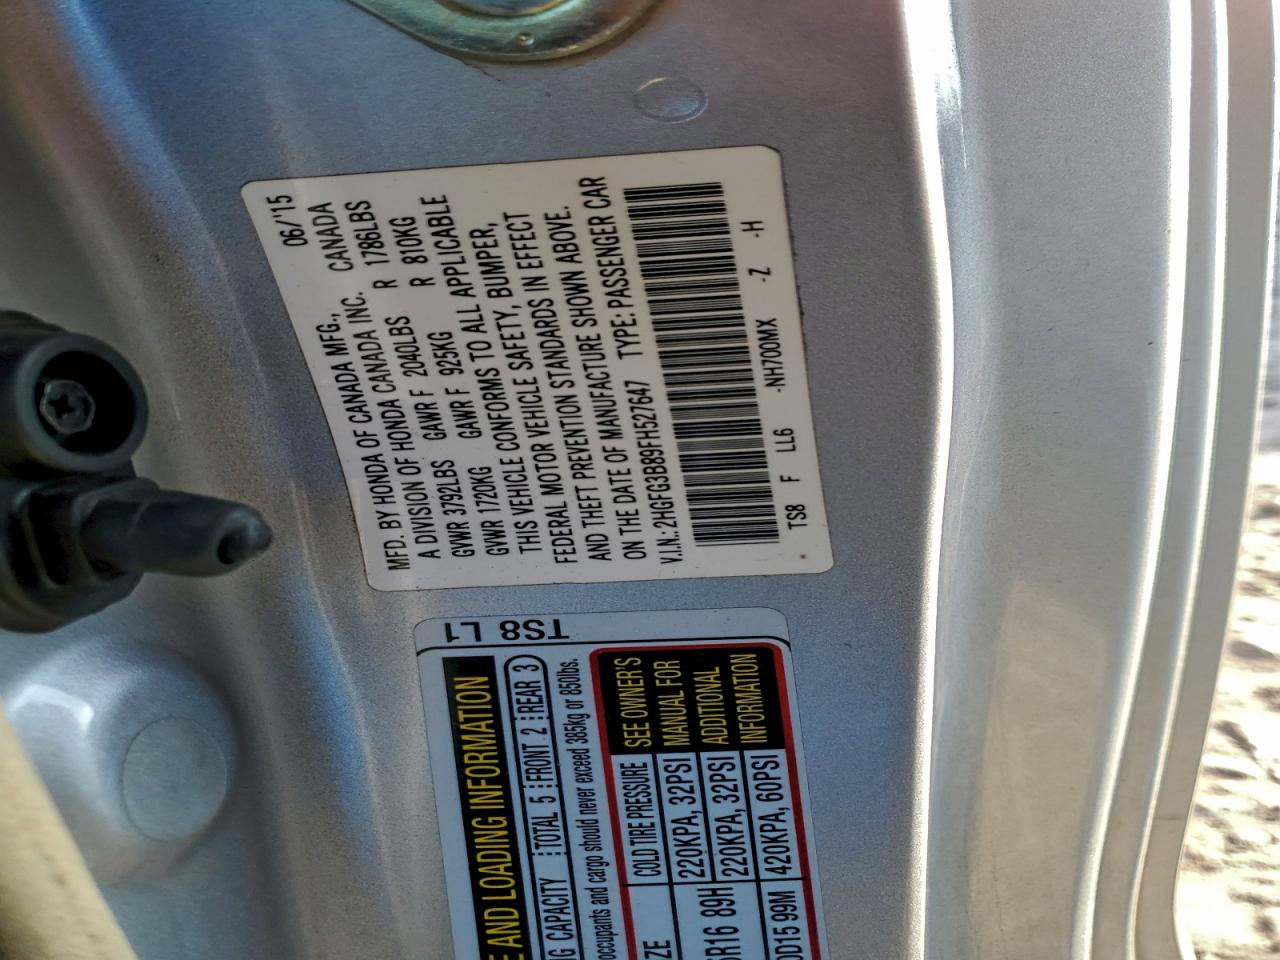 06/'15
MFD. BY HONDA OF CANADA MFG., CANADA
A DIVISION OF HONDA CANADA INC.
GVWR 3792LBS GAWR F 2040LBS R 1786LBS
GVWR 1720KG GAWR F 925KG R 810KG
THIS VEHICLE CONFORMS TO ALL APPLICABLE
FEDERAL MOTOR VEHICLE SAFETY, BUMPER,
AND THEFT PREVENTION STANDARDS IN EFFECT
ON THE DATE OF MANUFACTURE SHOWN ABOVE.
V.I.N.: 2HGFG3B89FH527647 TYPE: PASSENGER CAR
TS8 F LL6 -NH700MX -Z -H
TS8 L1
E AND LOADING INFORMATION
NG CAPACITY TOTAL 5 FRONT 2 REAR 3
occupants and cargo should never exceed 385kg or 850lbs.
ZE COLD TIRE PRESSURE
5R16 89H 220KPA, 32PSI
220KPA, 32PSI
0D15 99M 420KPA, 60PSI
SEE OWNER'S
MANUAL FOR
ADDITIONAL
INFORMATION